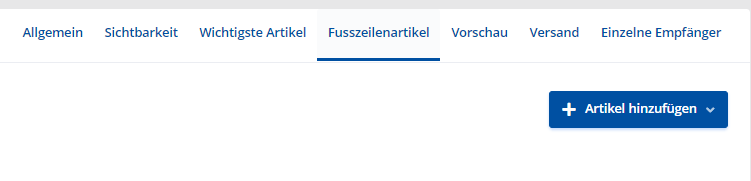 Allgemein Sichtbarkeit Wichtigste Artikel Fusszeilenartikel Vorschau Versand Einzelne Empfänger
Artikel hinzufügen